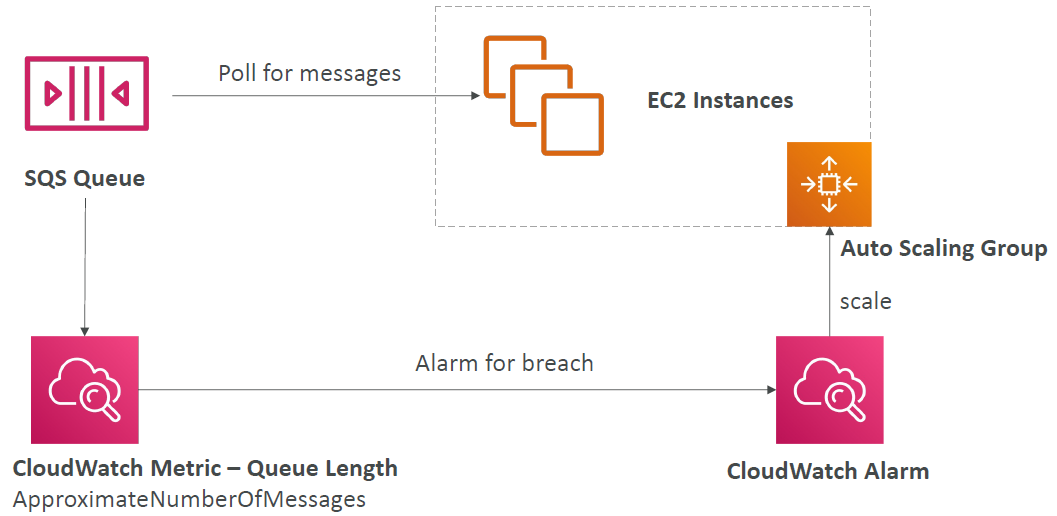 Poll for messages
EC2 Instances
SQS Queue
Auto Scaling Group
scale
Alarm for breach
CloudWatch Metric – Queue Length
ApproximateNumberOfMessages
CloudWatch Alarm